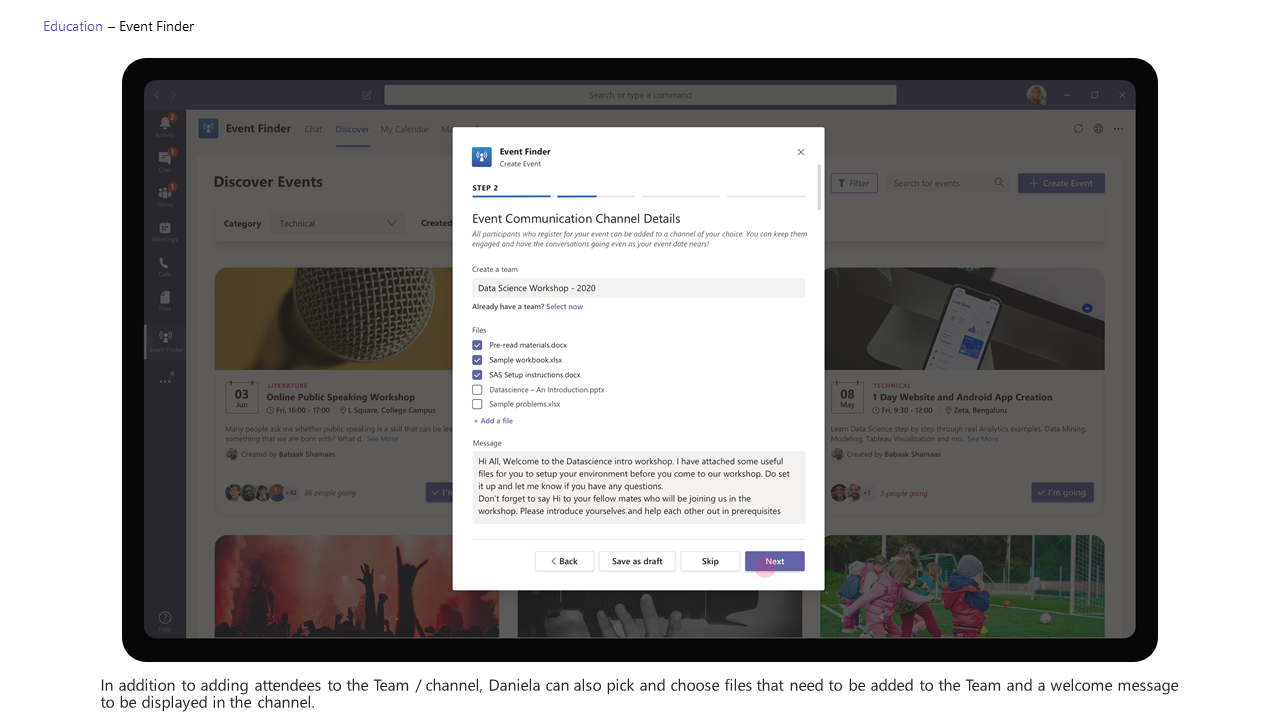 Education – Event Finder
Search or type a command
Activity
2
Chat
1
Teams
1
Meetings
Calls
Files
Event Finder
Help
Event Finder
Chat
Discover
My Calendar
Discover Events
Filter
Search for events
+ Create Event
Category
Technical
Created
03
Jun
LITERATURE
Online Public Speaking Workshop
Fri, 16:00 - 17:00
L Square, College Campus
Many people ask me whether public speaking is a skill that can be
something that we are born with? What d.. See More
Created by Babaak Shamaas
+82
86 people going
08
May
TECHNICAL
1 Day Website and Android App Creation
Fri, 9:30 - 12:00
Zeta, Bengaluru
Learn Data Science step by step through real Analytics examples. Data Mining,
Modeling, Tableau Visualization and mo.. See More
Created by Babaak Shamaas
+1
5 people going
I'm going
Event Finder
Create Event
STEP 2
Event Communication Channel Details
All participants who register for your event can be added to a channel of your choice. You can keep them
engaged and have the conversations going even as your event date nears!
Create a team
Data Science Workshop - 2020
Already have a team? Select now
Files
Pre-read materials.docx
Sample workbook.xlsx
SAS Setup instructions.docx
Datascience – An Introduction.pptx
Sample problems.xlsx
+ Add a file
Message
Hi All, Welcome to the Datascience intro workshop. I have attached some useful
files for you to setup your environment before you come to our workshop. Do set
it up and let me know if you have any questions.
Don't forget to say Hi to your fellow mates who will be joining us in the
workshop. Please introduce yourselves and help each other out in prerequisites
Back
Save as draft
Skip
Next
In addition to adding attendees to the Team / channel, Daniela can also pick and choose files that need to be added to the Team and a welcome message
to be displayed in the channel.